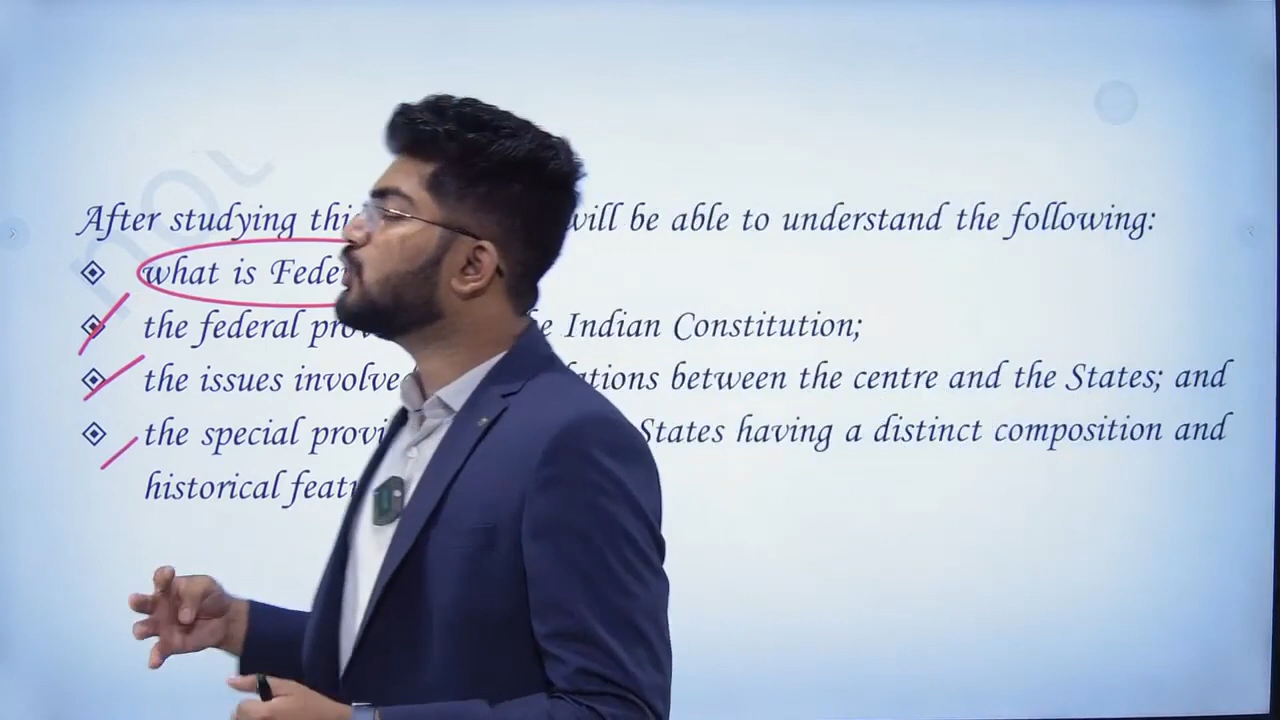 not
After studying thi will be able to understand the following:
what is Fede
the federal pro e Indian Constitution;
the issues involve ations between the centre and the States; and
the special provi States having a distinct composition and
historical feat